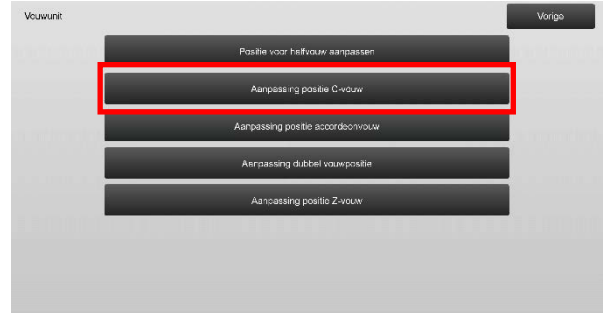 Vouwunit
Vorige
Positie voor halfvouw aanpassen
Aanpassing positie C-vouw
Aanpassing positie accordeonvouw
Aanpassing dubbel vouwpositie
Aanpassing positie Z-vouw